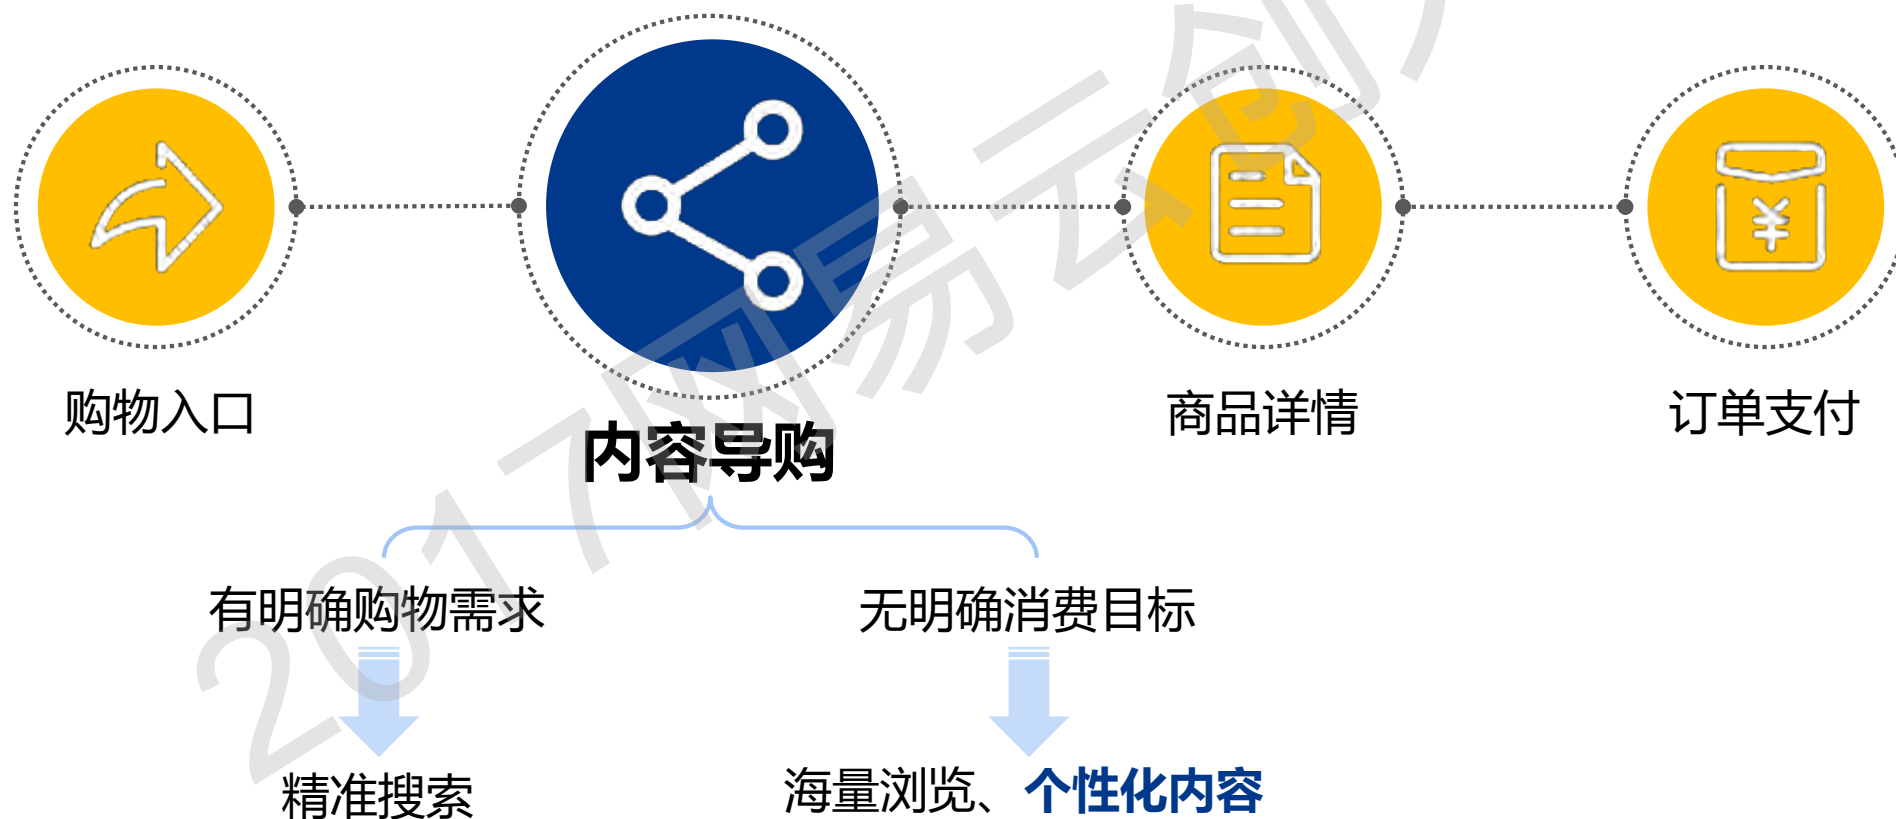 购物入口
内容导购
商品详情
订单支付
有明确购物需求
无明确消费目标
精准搜索
海量浏览、个性化内容
¥
2017网易云创